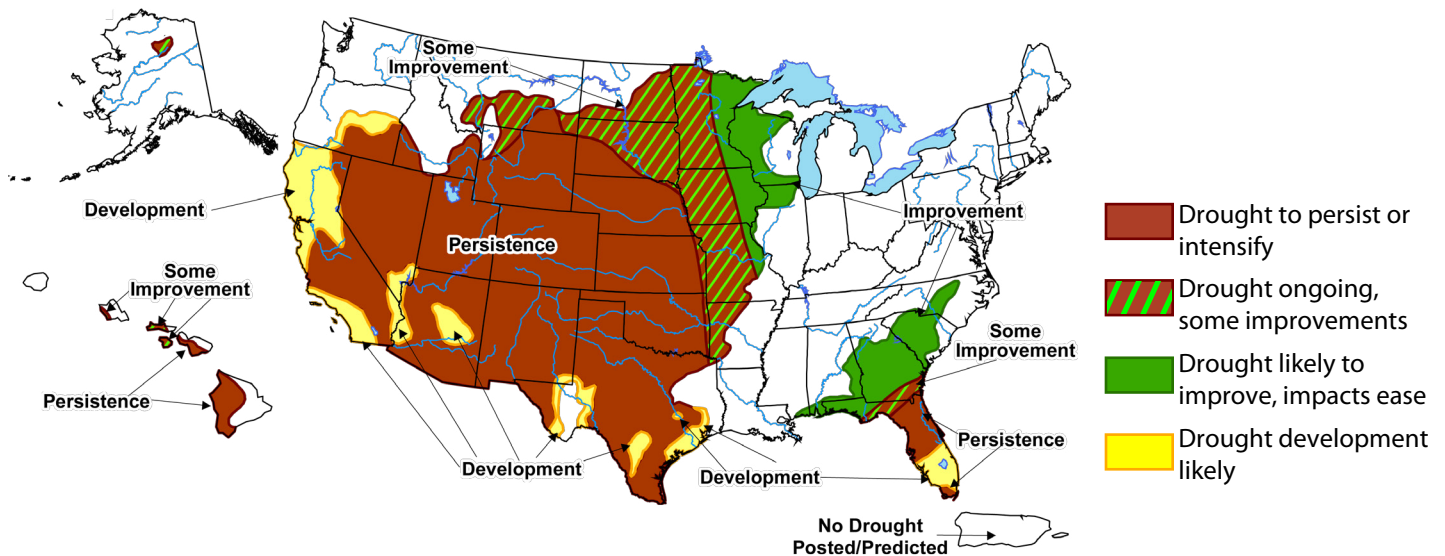 Some
Improvement
Development
Persistence
Improvement
Some
Improvement
Some
Improvement
Persistence
Persistence
Development
Development
No Drought
Posted/Predicted
Drought to persist or
intensify
Drought ongoing,
some improvements
Drought likely to
improve, impacts ease
Drought development
likely